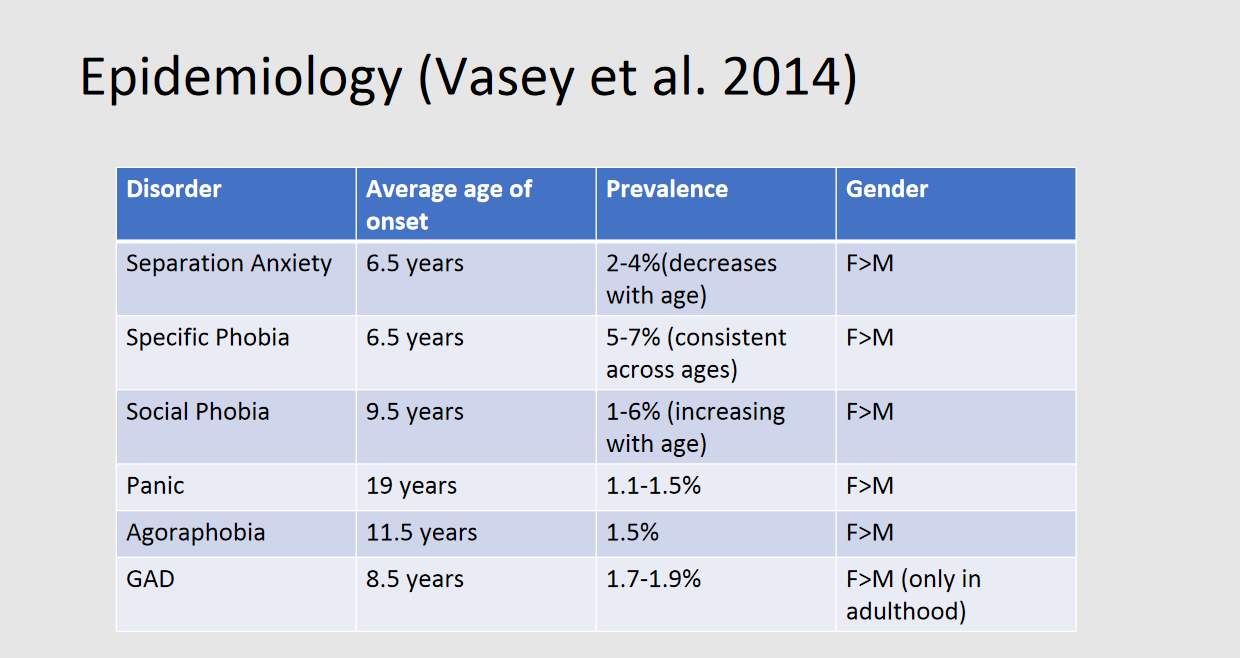 Epidemiology (Vasey et al. 2014)
Disorder
Average age of
onset
Prevalence
Gender
Separation Anxiety
6.5 years
2-4%(decreases
with age)
F>M
Specific Phobia
6.5 years
5-7% (consistent
across ages)
F>M
Social Phobia
9.5 years
1-6% (increasing
with age)
F>M
Panic
19 years
1.1-1.5%
F>M
Agoraphobia
11.5 years
1.5%
F>M
GAD
8.5 years
1.7-1.9%
F>M (only in
adulthood)